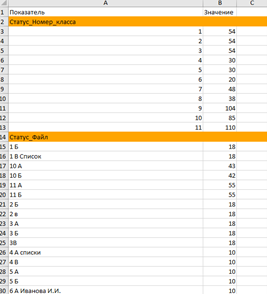 A B C
1 Показатель Значение
2 Статус_Номер_класса
3 1 54
4 2 54
5 3 54
6 4 30
7 5 30
8 6 20
9 7 48
10 8 38
11 9 104
12 10 85
13 11 110
14 Статус_Файл
15 1 Б 18
16 1 В Список 18
17 10 А 43
18 10 Б 42
19 11 А 55
20 11 Б 55
21 2 Б 18
22 2 в 18
23 3 А 18
24 3 Б 18
25 3В 18
26 4 А списки 10
27 4 В 10
28 5 А 10
29 5 Б 10
30 6 А Иванова И.И. 10